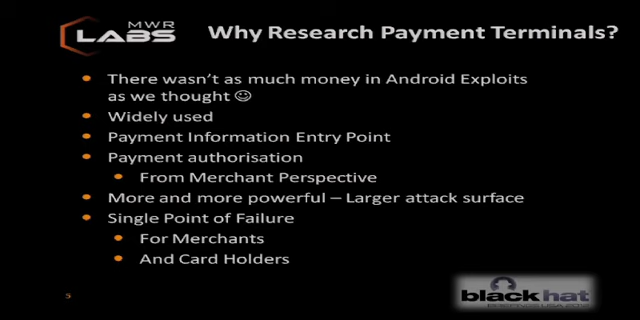 MWR
LABS
Why Research Payment Terminals?
There wasn't as much money in Android Exploits
as we thought ☺
Widely used
Payment Information Entry Point
Payment authorisation
From Merchant Perspective
More and more powerful – Larger attack surface
Single Point of Failure
For Merchants
And Card Holders
5
blackhat